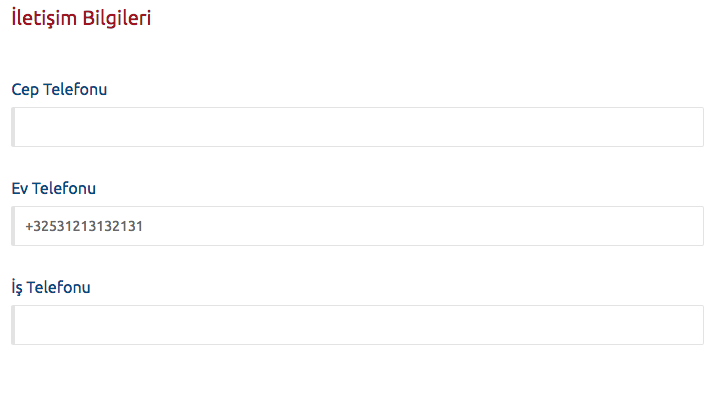 İletişim Bilgileri
Cep Telefonu
Ev Telefonu
+32531213132131
İş Telefonu